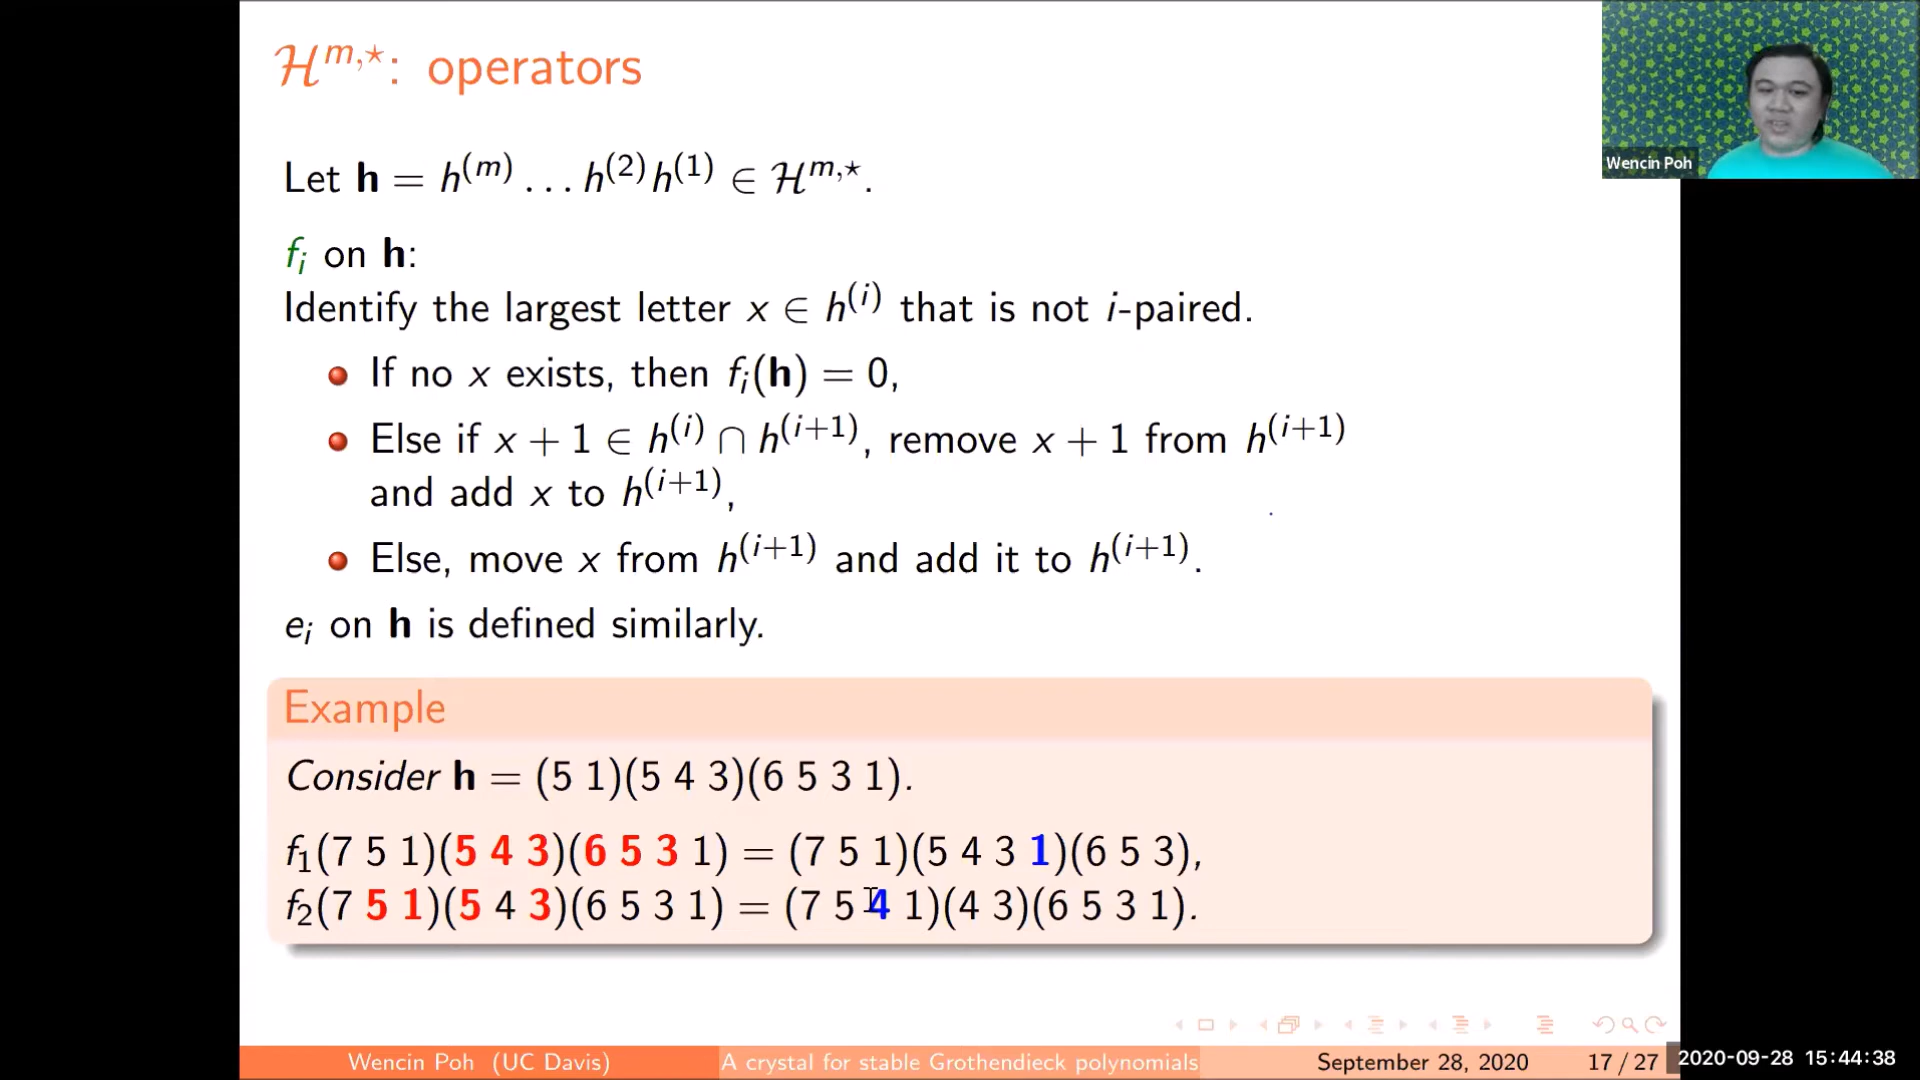 ℋ^{m,⋆}: operators
Wencin Poh
Let 𝐡 = h^{(m)} … h^{(2)}h^{(1)} ∈ ℋ^{m,⋆}.
f_i on 𝐡:
Identify the largest letter x ∈ h^{(i)} that is not i-paired.
If no x exists, then f_i(𝐡) = 0,
Else if x + 1 ∈ h^{(i)} ∩ h^{(i+1)}, remove x + 1 from h^{(i+1)}
and add x to h^{(i+1)},
Else, move x from h^{(i+1)} and add it to h^{(i+1)}.
e_i on 𝐡 is defined similarly.
Example
Consider 𝐡 = (5 1)(5 4 3)(6 5 3 1).
f_1(7 5 1)(5 4 3)(6 5 3 1) = (7 5 1)(5 4 3 1)(6 5 3),
f_2(7 5 1)(5 4 3)(6 5 3 1) = (7 5 4 1)(4 3)(6 5 3 1).
Wencin Poh (UC Davis) A crystal for stable Grothendieck polynomials September 28, 2020 17 / 27
2020-09-28 15:44:38